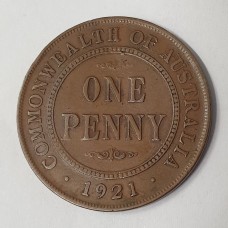 COMMONWEALTH OF AUSTRALIA
ONE
PENNY
· 1921 ·